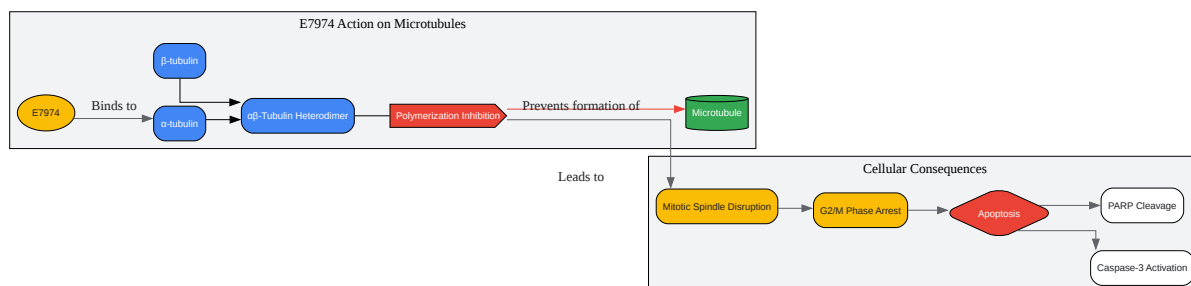 E7974 Action on Microtubules
β-tubulin
E7974
Binds to
α-tubulin
αβ-Tubulin Heterodimer
Polymerization Inhibition
Prevents formation of
Microtubule
Leads to
Cellular Consequences
Mitotic Spindle Disruption
G2/M Phase Arrest
Apoptosis
PARP Cleavage
Caspase-3 Activation